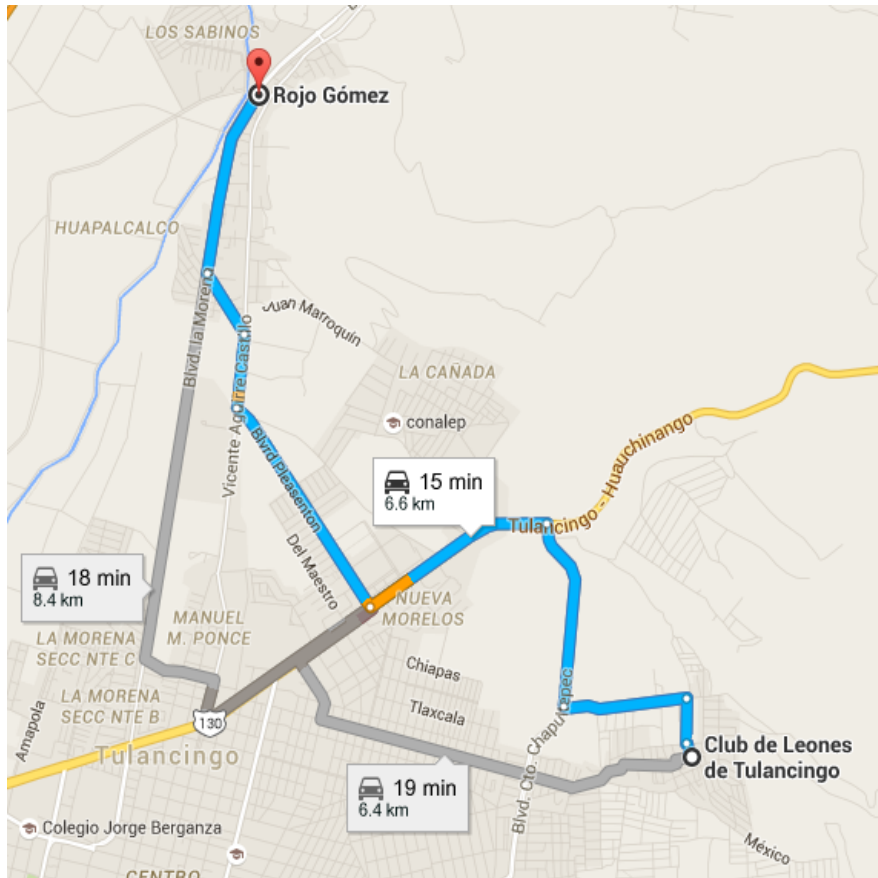 LOS SABINOS
Rojo Gómez
HUAPALCALCO
Blvd. la Morena
Juan Marroquín
Vicente Aguirre Castillo
LA CAÑADA
conalep
Tulancingo - Huauchinango
Blvrd Pleasenton
15 min
6.6 km
Del Maestro
18 min
8.4 km
NUEVA
MORELOS
MANUEL
M. PONCE
LA MORENA
SECC NTE C
Chiapas
LA MORENA
SECC NTE B
Tlaxcala
Amapola
130
Tulancingo
Blvd. Cto. Chapultepec
Club de Leones
de Tulancingo
19 min
6.4 km
Colegio Jorge Berganza
México
CENTRO